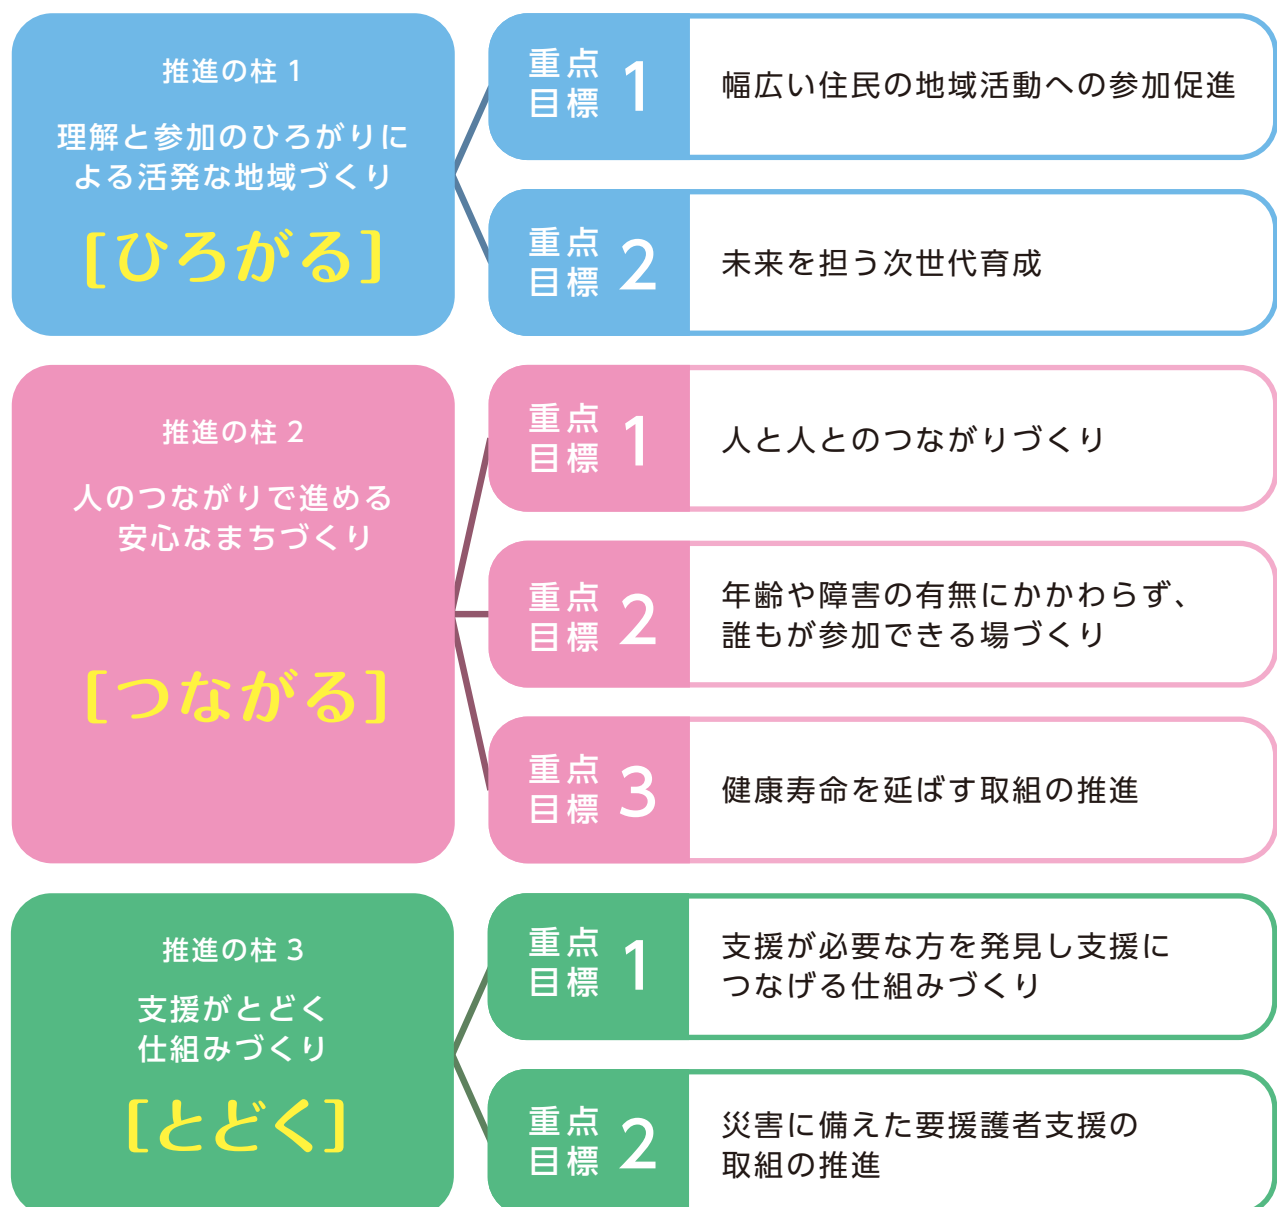 推進の柱 1
理解と参加のひろがりに
よる活発な地域づくり
[ひろがる]
重点
目標 1
幅広い住民の地域活動への参加促進
重点
目標 2
未来を担う次世代育成
推進の柱 2
人のつながりで進める
安心なまちづくり
[つながる]
重点
目標 1
人と人とのつながりづくり
重点
目標 2
年齢や障害の有無にかかわらず、
誰もが参加できる場づくり
重点
目標 3
健康寿命を延ばす取組の推進
推進の柱 3
支援がとどく
仕組みづくり
[とどく]
重点
目標 1
支援が必要な方を発見し支援に
つなげる仕組みづくり
重点
目標 2
災害に備えた要援護者支援の
取組の推進